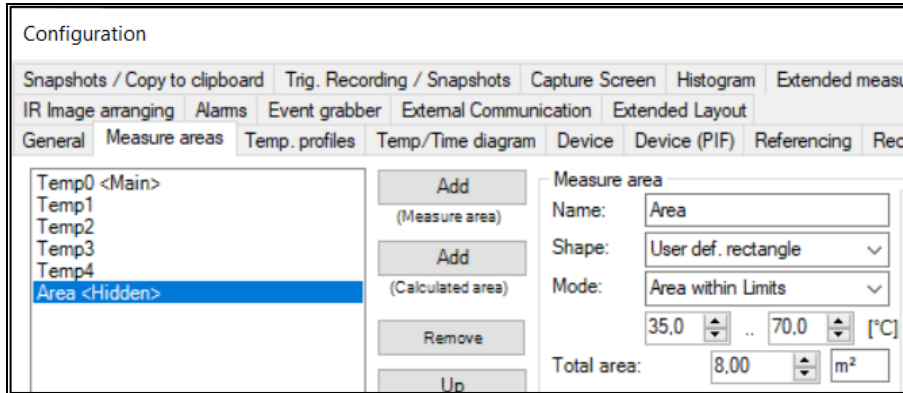 Configuration
Snapshots / Copy to clipboard Trig. Recording / Snapshots Capture Screen Histogram Extended measu
IR Image arranging Alarms Event grabber External Communication Extended Layout
General Measure areas Temp. profiles Temp/Time diagram Device Device (PIF) Referencing Rec
Temp0 <Main>
Temp1
Temp2
Temp3
Temp4
Area <Hidden>
Add
(Measure area)
Add
(Calculated area)
Remove
Up
Measure area
Name: Area
Shape: User def. rectangle
Mode: Area within Limits
35,0 .. 70,0 [°C]
Total area: 8,00 m²